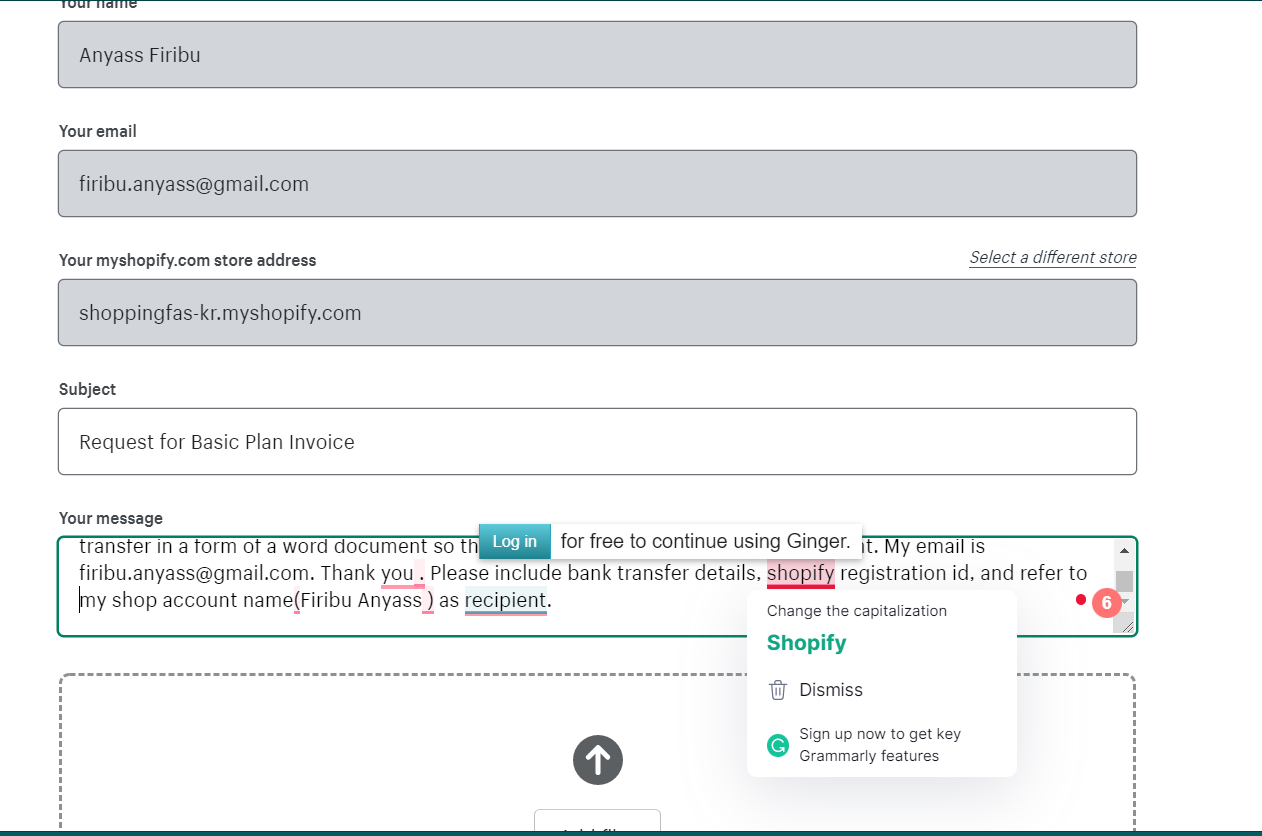 Your name
Anyass Firibu
Your email
firibu.anyass@gmail.com
Your myshopify.com store address
Select a different store
shoppingfas-kr.myshopify.com
Subject
Request for Basic Plan Invoice
Your message
Log in for free to continue using Ginger.
transfer in a form of a word document so th t. My email is
firibu.anyass@gmail.com. Thank you . Please include bank transfer details, shopify registration id, and refer to
my shop account name(Firibu Anyass ) as recipient.
6
Change the capitalization
Shopify
Dismiss
Sign up now to get key
Grammarly features